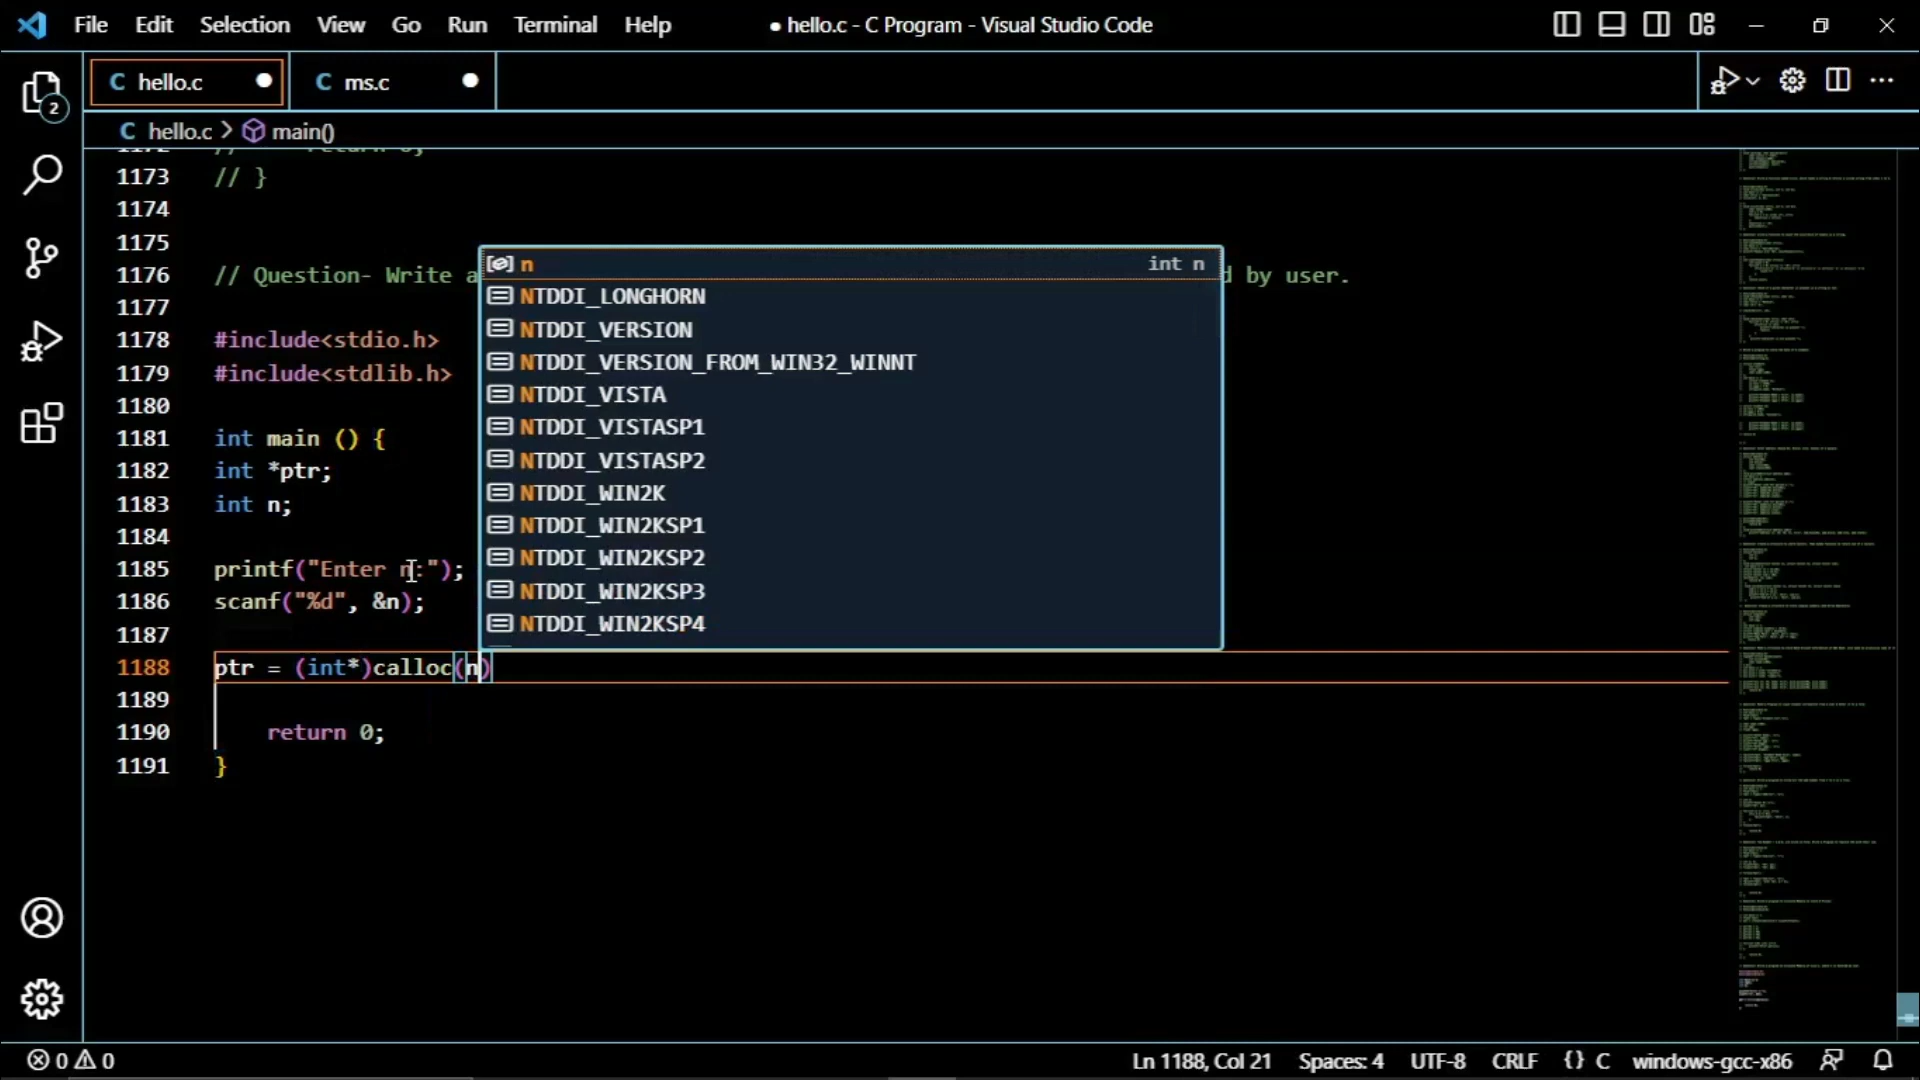 File Edit Selection View Go Run Terminal Help ● hello.c - C Program - Visual Studio Code
C hello.c ● C ms.c ●
C hello.c > main()
2
1173 // }
1174
1175
1176 // Question- Write a d by user.
1177
1178 #include<stdio.h>
1179 #include<stdlib.h>
1180
1181 int main () {
1182 int *ptr;
1183 int n;
1184
1185 printf("Enter n:");
1186 scanf("%d", &n);
1187
1188 ptr = (int*)calloc(n)
1189
1190 return 0;
1191 }
n int n
NTDDI_LONGHORN
NTDDI_VERSION
NTDDI_VERSION_FROM_WIN32_WINNT
NTDDI_VISTA
NTDDI_VISTASP1
NTDDI_VISTASP2
NTDDI_WIN2K
NTDDI_WIN2KSP1
NTDDI_WIN2KSP2
NTDDI_WIN2KSP3
NTDDI_WIN2KSP4
0 0 Ln 1188, Col 21 Spaces: 4 UTF-8 CRLF {} C windows-gcc-x86